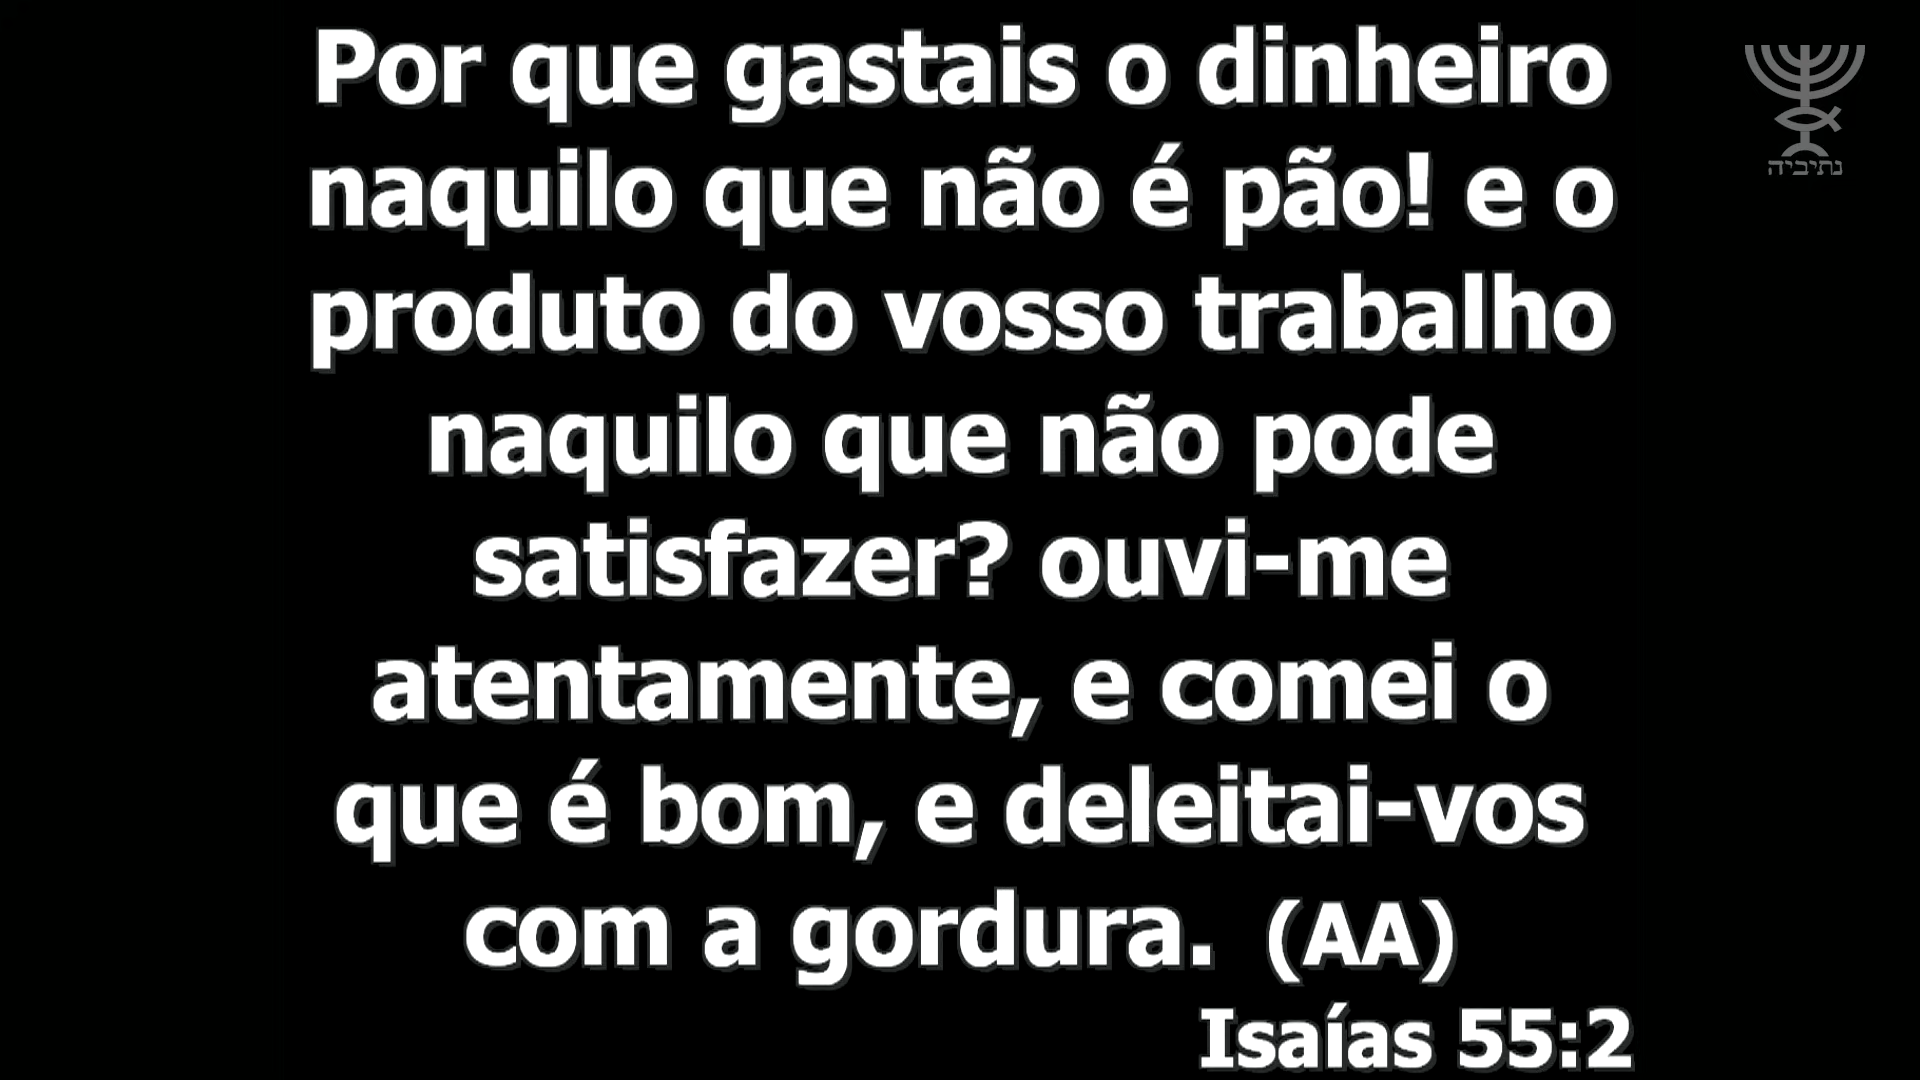 Por que gastais o dinheiro
naquilo que não é pão! e o
produto do vosso trabalho
naquilo que não pode
satisfazer? ouvi-me
atentamente, e comei o
que é bom, e deleitai-vos
com a gordura. (AA)
Isaías 55:2
נתיביה